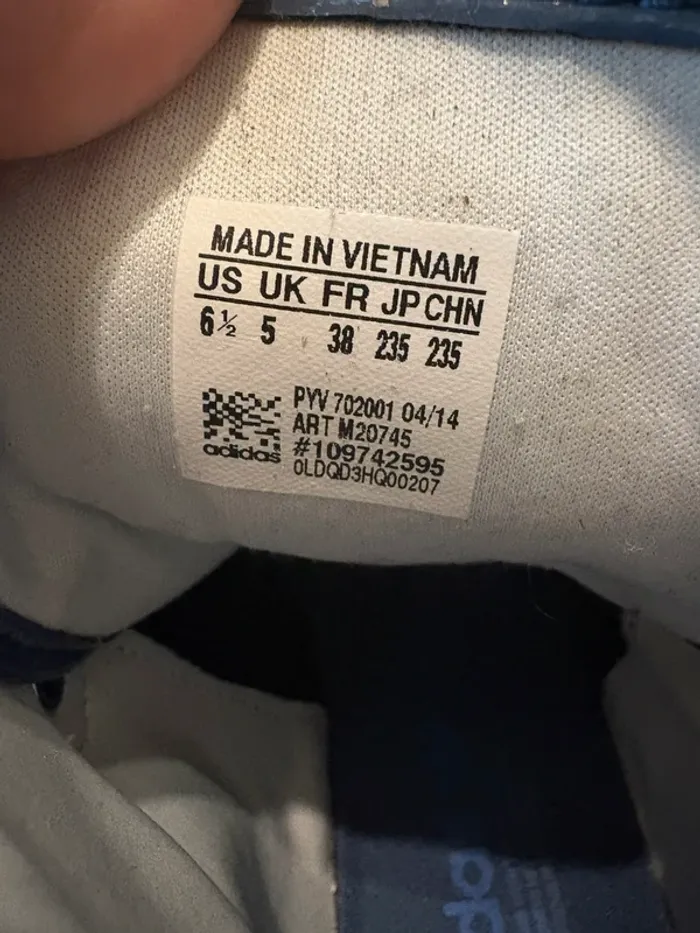 MADE IN VIETNAM
US UK FR JP CHN
6½ 5 38 235 235
PYV 702001 04/14
ART M20745
#109742595
0LDQD3HQ00207
adidas